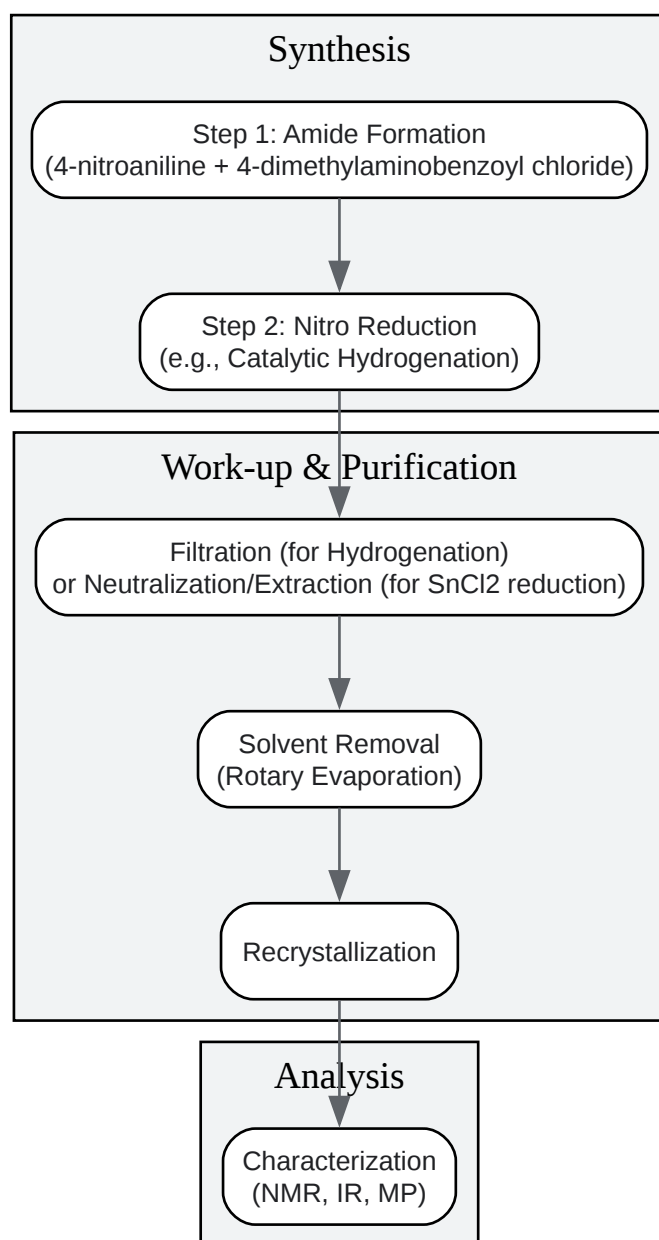 Synthesis
Step 1: Amide Formation
(4-nitroaniline + 4-dimethylaminobenzoyl chloride)
Step 2: Nitro Reduction
(e.g., Catalytic Hydrogenation)
Work-up & Purification
Filtration (for Hydrogenation)
or Neutralization/Extraction (for SnCl2 reduction)
Solvent Removal
(Rotary Evaporation)
Recrystallization
Analysis
Characterization
(NMR, IR, MP)